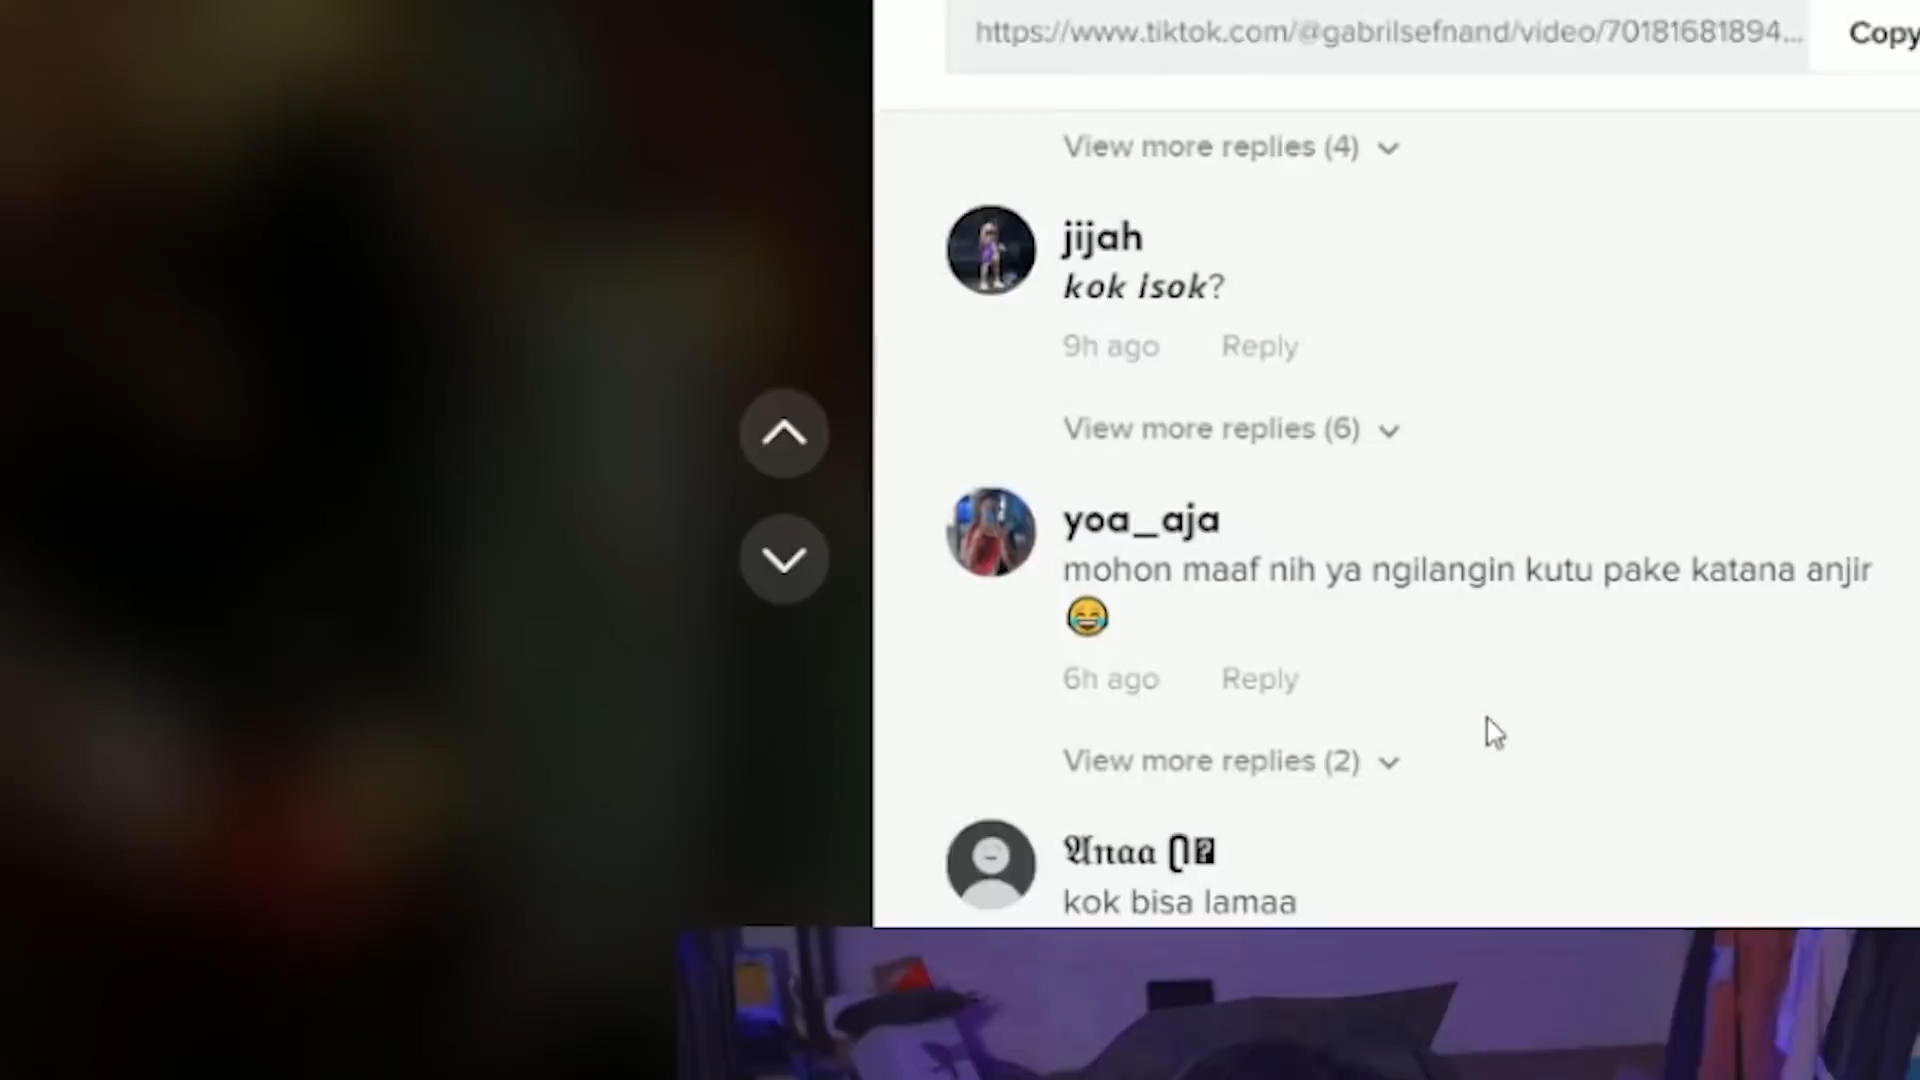 https://www.tiktok.com/@gabrilsefnand/video/70181681894...
Copy
View more replies (4)
jijah
kok isok?
9h ago Reply
View more replies (6)
yoa_aja
mohon maaf nih ya ngilangin kutu pake katana anjir
😂
6h ago Reply
View more replies (2)
𝔄𝔫𝔞𝔞
kok bisa lamaa